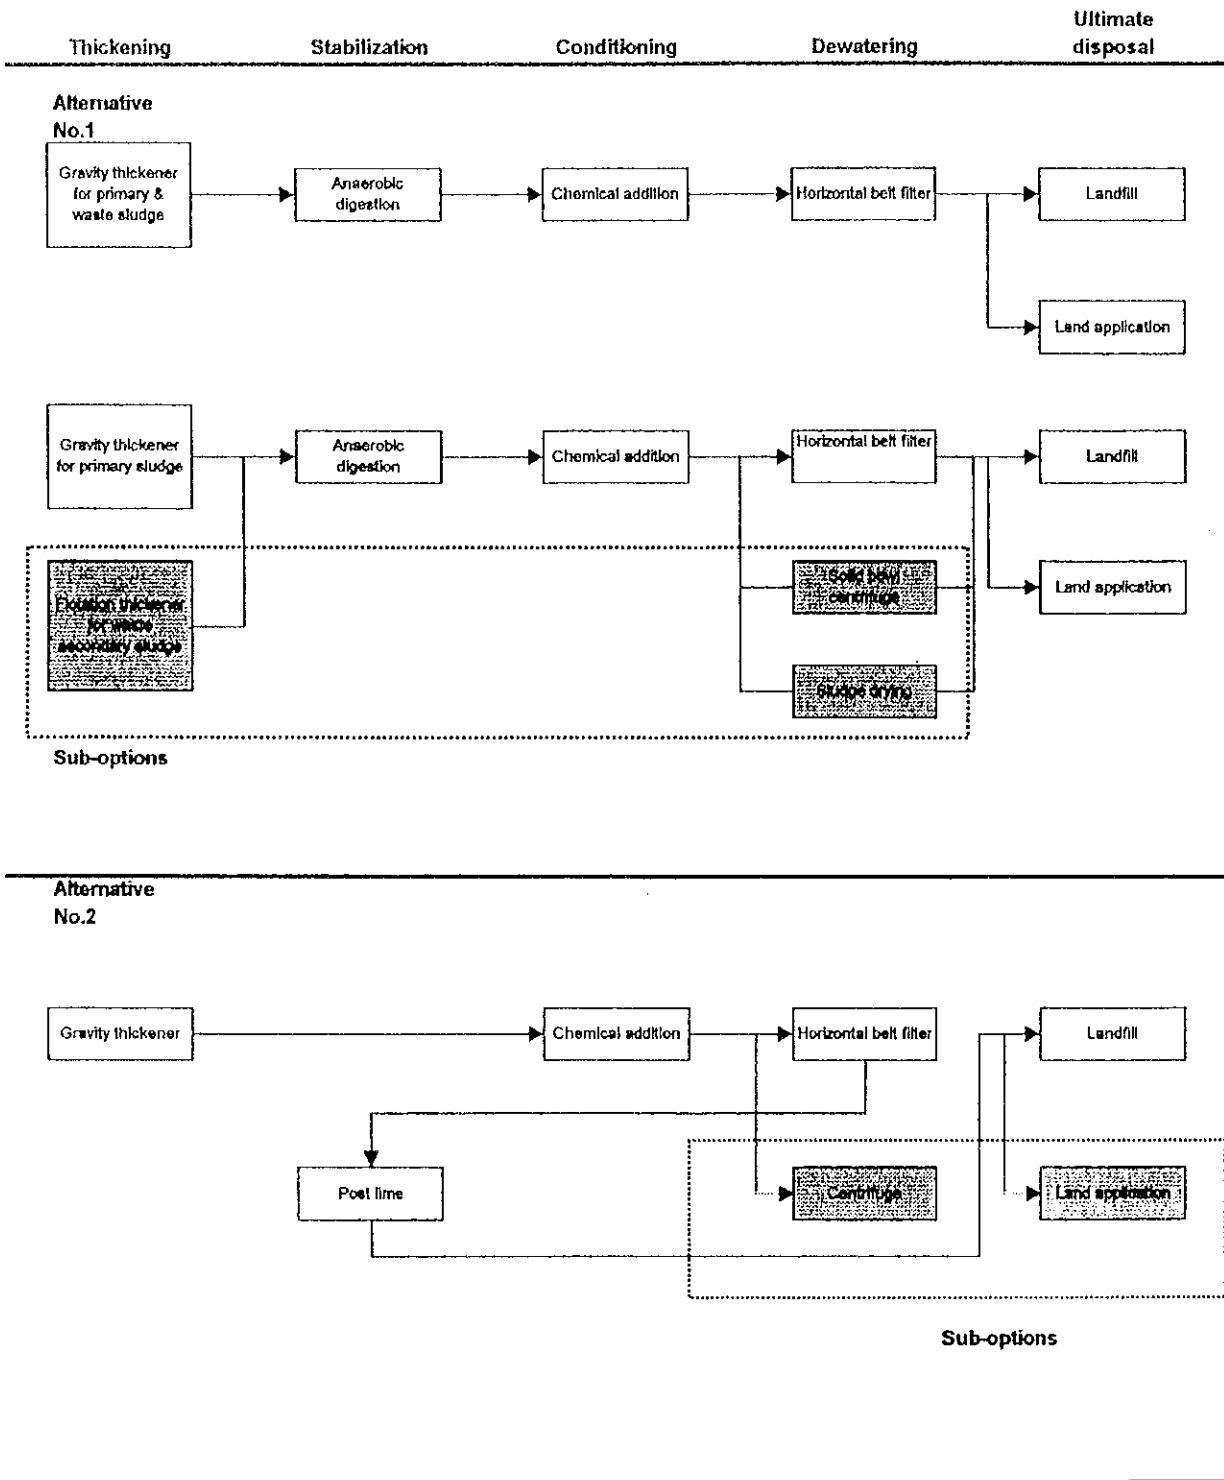 Thickening
Stabilization
Conditioning
Dewatering
Ultimate
disposal
Alternative
No.1
Gravity thickener
for primary &
waste sludge
Anaerobic
digestion
Chemical addition
Horizontal belt filter
Landfill
Land application
Gravity thickener
for primary sludge
Anaerobic
digestion
Chemical addition
Horizontal belt filter
Landfill
Flotation thickener
for waste
secondary sludge
Solid bowl
centrifuge
Land application
Sludge drying
Sub-options
Alternative
No.2
Gravity thickener
Chemical addition
Horizontal belt filter
Landfill
Post lime
Centrifuge
Land application
Sub-options